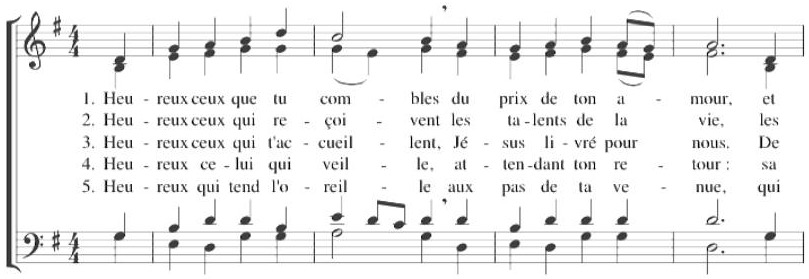 1. Heu - reux ceux que tu com - bles du prix de ton a - mour, et
2. Heu - reux ceux qui re - çoi - vent les ta - lents de la vie, les
3. Heu - reux ceux qui t'ac - cueil - lent, Jé - sus li - vré pour nous. De
4. Heu - reux ce - lui qui veil - le, at - ten - dant ton re - tour : sa
5. Heu - reux qui tend l'o - reil - le aux pas de ta ve - nue, qui